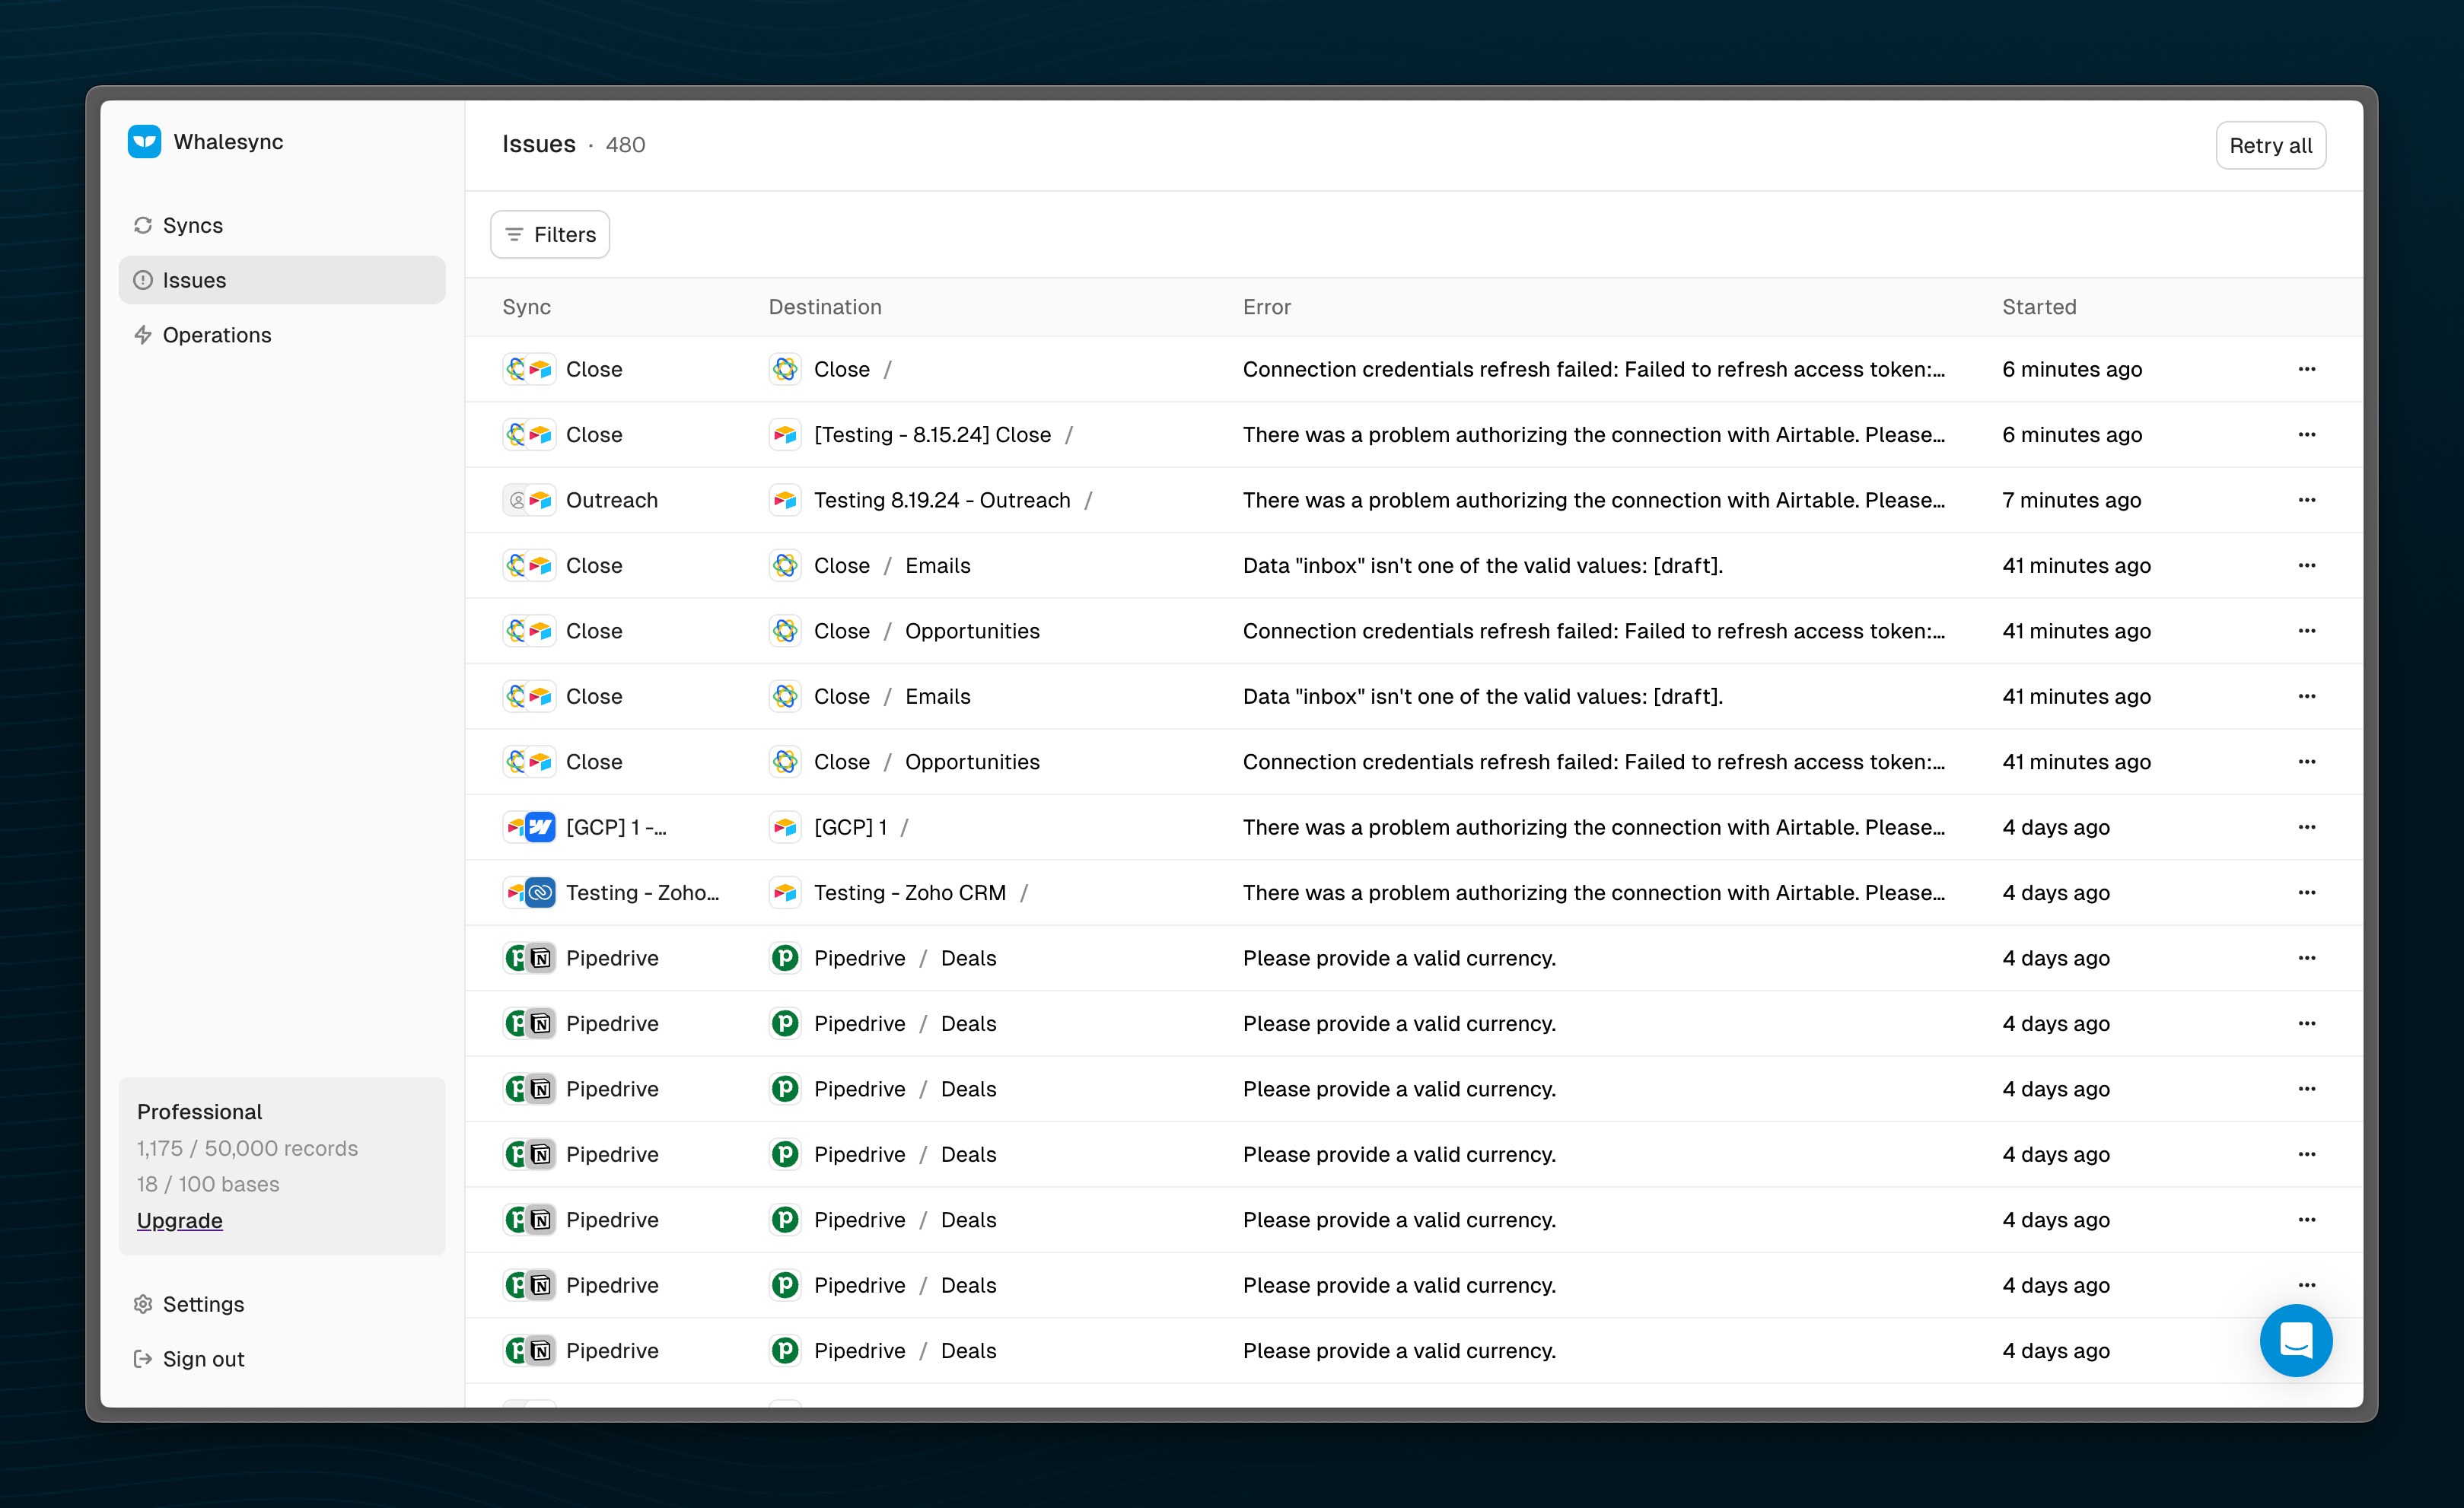 Whalesync
Syncs
Issues
Operations
Professional
1,175 / 50,000 records
18 / 100 bases
Upgrade
Settings
Sign out
Issues · 480
Retry all
Filters
Sync Destination Error Started
Close Close / Connection credentials refresh failed: Failed to refresh access token:... 6 minutes ago
Close [Testing - 8.15.24] Close / There was a problem authorizing the connection with Airtable. Please... 6 minutes ago
Outreach Testing 8.19.24 - Outreach / There was a problem authorizing the connection with Airtable. Please... 7 minutes ago
Close Close / Emails Data "inbox" isn't one of the valid values: [draft]. 41 minutes ago
Close Close / Opportunities Connection credentials refresh failed: Failed to refresh access token:... 41 minutes ago
Close Close / Emails Data "inbox" isn't one of the valid values: [draft]. 41 minutes ago
Close Close / Opportunities Connection credentials refresh failed: Failed to refresh access token:... 41 minutes ago
[GCP] 1 -... [GCP] 1 / There was a problem authorizing the connection with Airtable. Please... 4 days ago
Testing - Zoho... Testing - Zoho CRM / There was a problem authorizing the connection with Airtable. Please... 4 days ago
Pipedrive Pipedrive / Deals Please provide a valid currency. 4 days ago
Pipedrive Pipedrive / Deals Please provide a valid currency. 4 days ago
Pipedrive Pipedrive / Deals Please provide a valid currency. 4 days ago
Pipedrive Pipedrive / Deals Please provide a valid currency. 4 days ago
Pipedrive Pipedrive / Deals Please provide a valid currency. 4 days ago
Pipedrive Pipedrive / Deals Please provide a valid currency. 4 days ago
Pipedrive Pipedrive / Deals Please provide a valid currency. 4 days ago